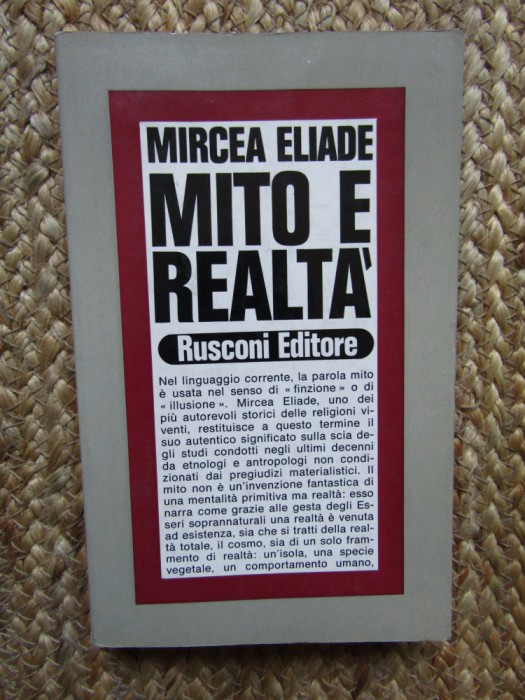 MIRCEA ELIADE
MITO E
REALTA'
Rusconi Editore
Nel linguaggio corrente, la parola mito
è usata nel senso di « finzione » o di
« illusione ». Mircea Eliade, uno dei
più autorevoli storici delle religioni vi-
venti, restituisce a questo termine il
suo autentico significato sulla scia de-
gli studi condotti negli ultimi decenni
da etnologi e antropologi non condi-
zionati dai pregiudizi materialistici. Il
mito non è un'invenzione fantastica di
una mentalità primitiva ma realtà: esso
narra come grazie alle gesta degli Es-
seri soprannaturali una realtà è venuta
ad esistenza, sia che si tratti della real-
tà totale, il cosmo, sia di un solo fram-
mento di realtà: un'isola, una specie
vegetale, un comportamento umano,